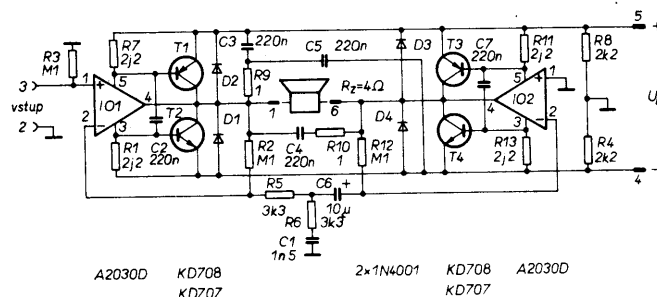 5 +
R3 M1
R7 2j2
T1
C3 220n
C5 220n
D3
T3
C7 220n
R11 2j2
R8 2k2
3
vstup
2
1
5
IO1
4
3
2
T2
C2 220n
D2
D1
R9 1
1
Rz=4Ω
6
D4
T4
4
IO2
5
1
3
2
R1 2j2
R2 M1
C4 220n
R10 1
R12 M1
R13 2j2
R4 2k2
U
4 -
R5 3k3
C6 10µ +
R6 3k3
C1 1n5
A2030D KD708 2×1N4001 KD708 A2030D
KD707 KD707